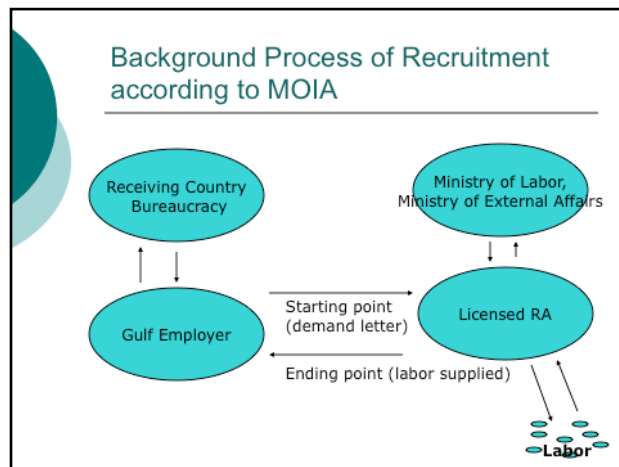 Background Process of Recruitment
according to MOIA
Receiving Country
Bureaucracy
Ministry of Labor,
Ministry of External Affairs
Gulf Employer
Starting point
(demand letter)
Licensed RA
Ending point (labor supplied)
Labor